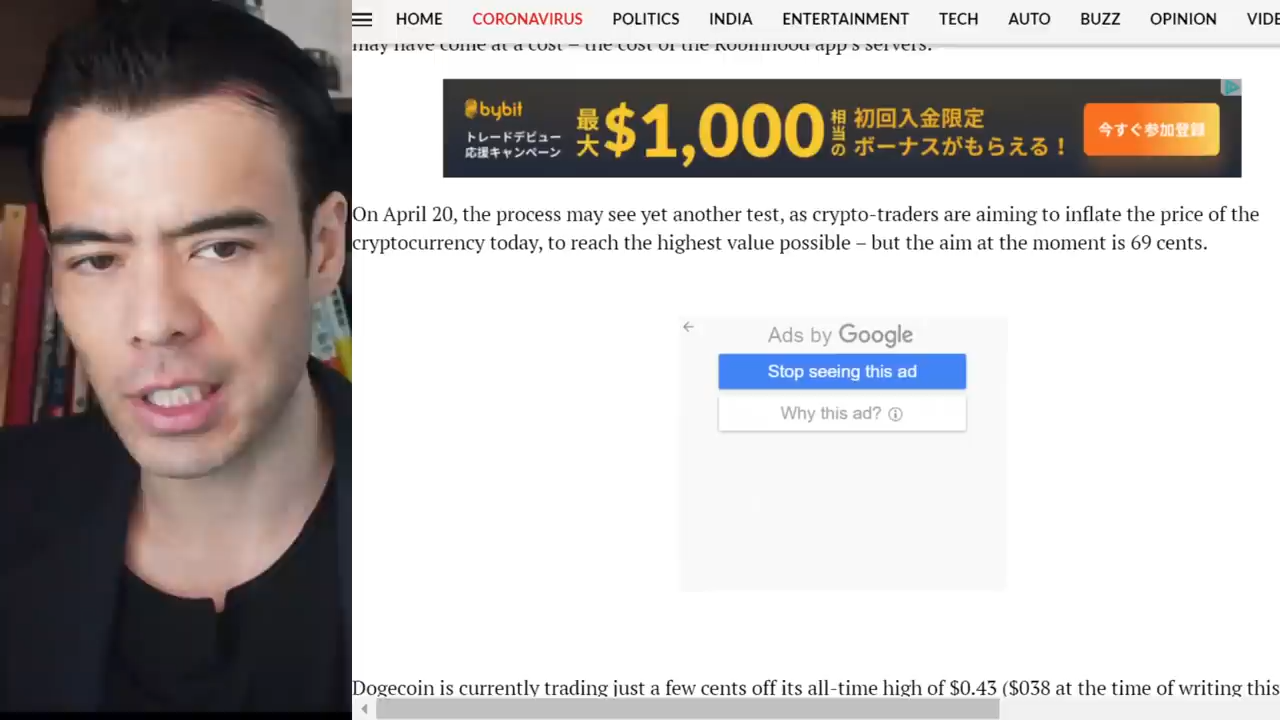 HOME CORONAVIRUS POLITICS INDIA ENTERTAINMENT TECH AUTO BUZZ OPINION VIDE
may have come at a cost – the cost of the Robinhood app's servers.
bybit
トレードデビュー
応援キャンペーン
最大$1,000相当の
初回入金限定
ボーナスがもらえる！
今すぐ参加登録
On April 20, the process may see yet another test, as crypto-traders are aiming to inflate the price of the
cryptocurrency today, to reach the highest value possible – but the aim at the moment is 69 cents.
Ads by Google
Stop seeing this ad
Why this ad?
Dogecoin is currently trading just a few cents off its all-time high of $0.43 ($038 at the time of writing this